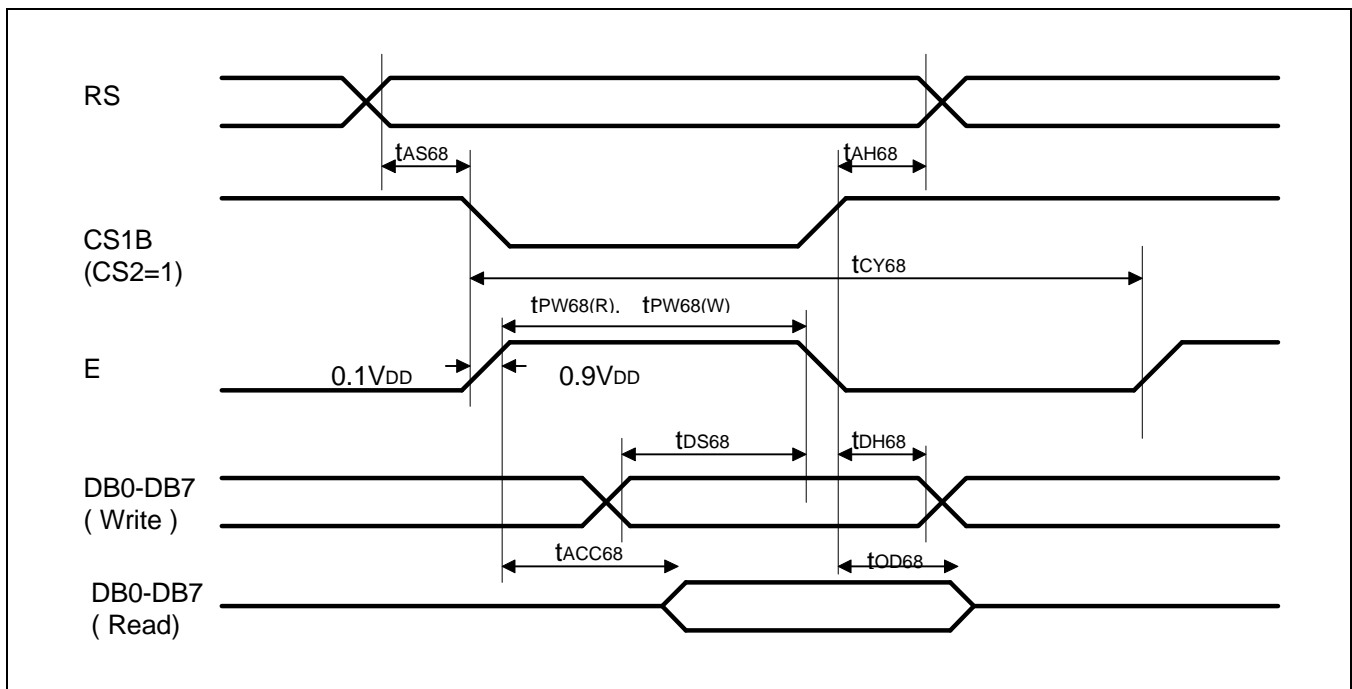 RS
tAS68
tAH68
CS1B
(CS2=1)
tCY68
tPW68(R), tPW68(W)
E
0.1VDD
0.9VDD
tDS68
tDH68
DB0-DB7
( Write )
tACC68
tOD68
DB0-DB7
( Read)